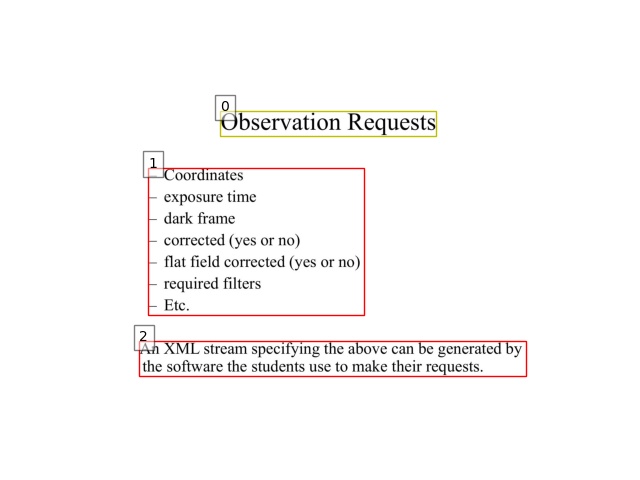 0
Observation Requests
1
– Coordinates
– exposure time
– dark frame
– corrected (yes or no)
– flat field corrected (yes or no)
– required filters
– Etc.
2
An XML stream specifying the above can be generated by
the software the students use to make their requests.